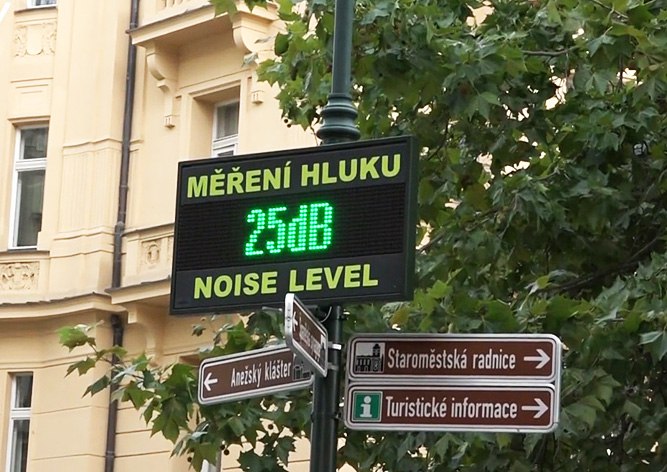 MĚŘENÍ HLUKU
25dB
NOISE LEVEL
Anežský klášter
Staroměstská radnice
i Turistické informace